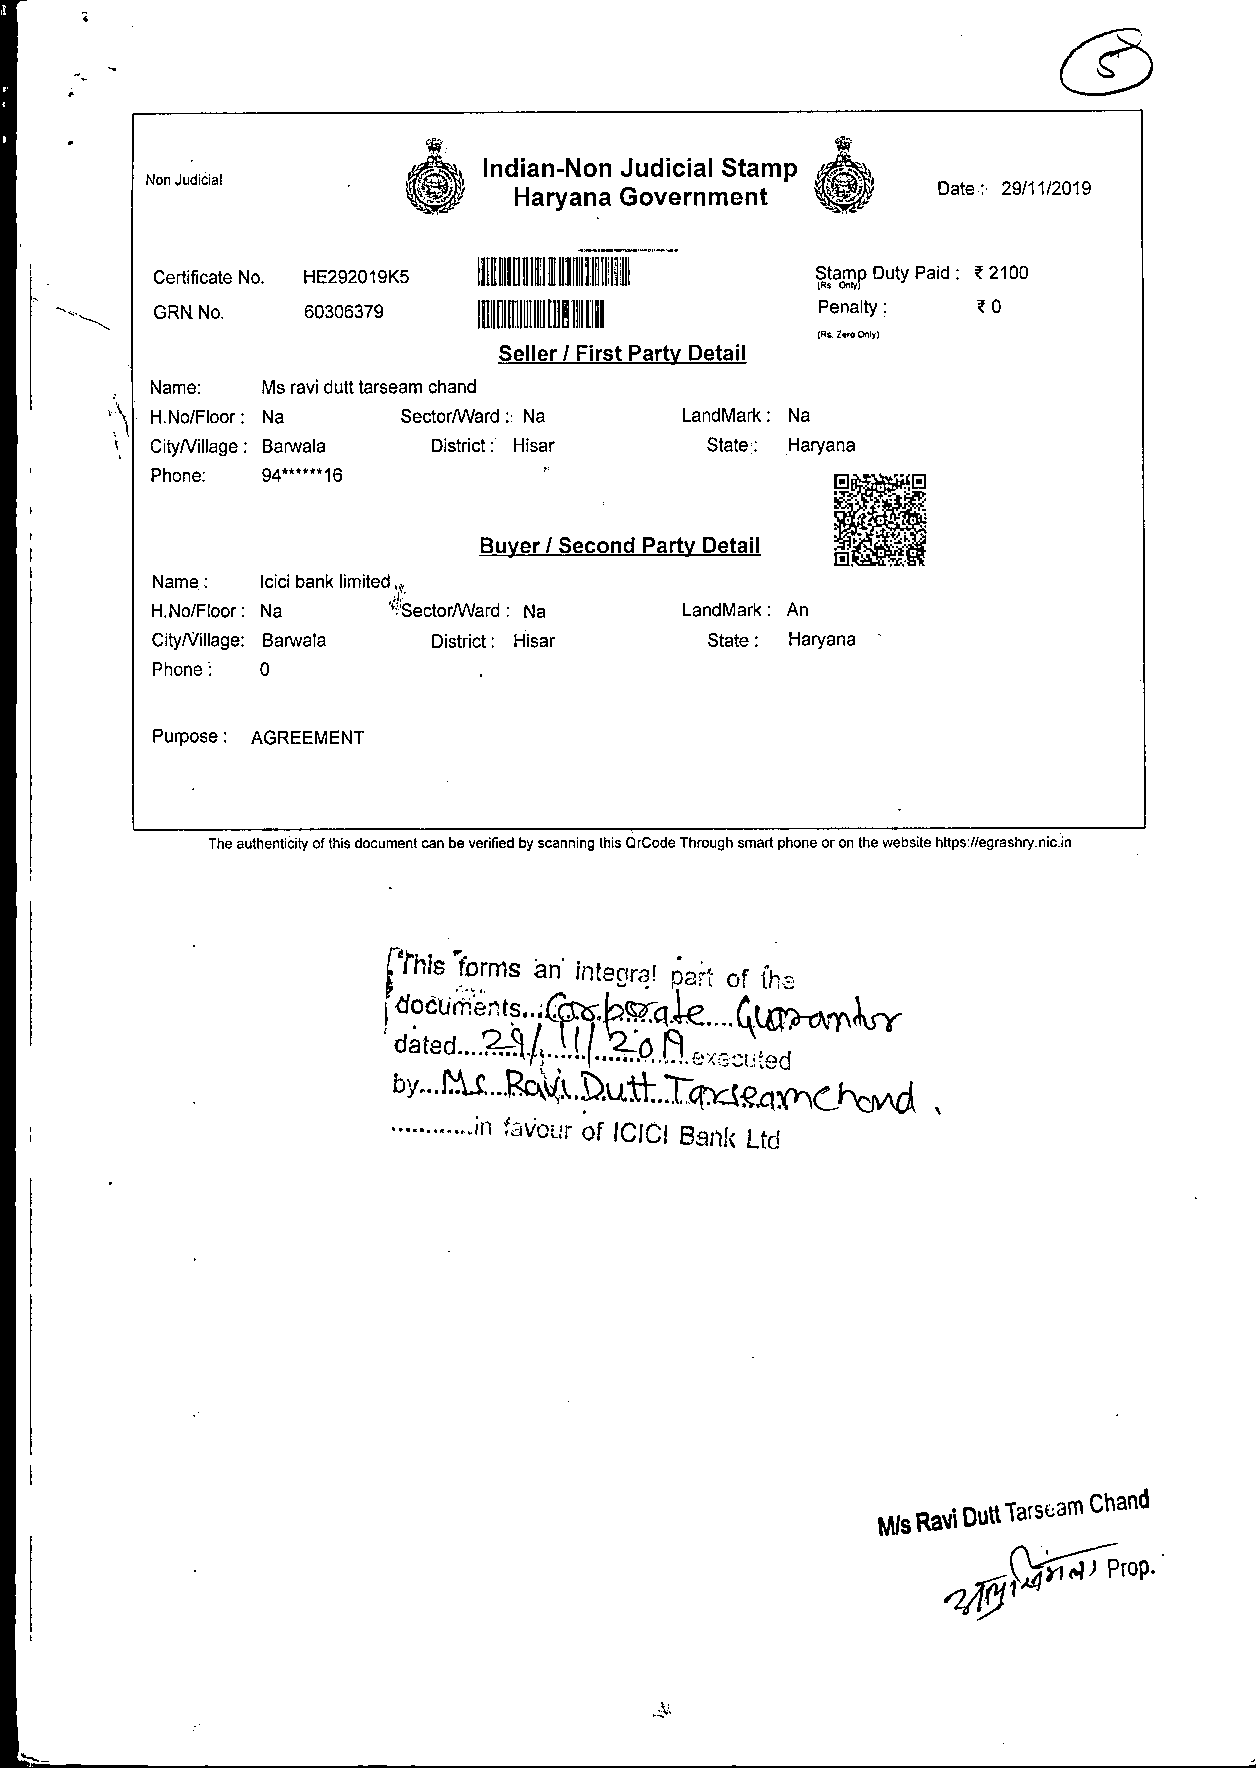 5
Indian-Non Judicial Stamp
Haryana Government
Non Judicial
Date : 29/11/2019
Certificate No. HE292019K5
Stamp Duty Paid : ₹ 2100
(Rs Only)
GRN No. 60306379
Penalty : ₹ 0
(Rs. Zero Only)
Seller / First Party Detail
Name: Ms ravi dutt tarseam chand
H.No/Floor : Na Sector/Ward : Na LandMark : Na
City/Village : Barwala District : Hisar State : Haryana
Phone: 94******16
Buyer / Second Party Detail
Name : Icici bank limited
H.No/Floor : Na Sector/Ward : Na LandMark : An
City/Village: Barwala District : Hisar State : Haryana
Phone : 0
Purpose : AGREEMENT
The authenticity of this document can be verified by scanning this QrCode Through smart phone or on the website https://egrashry.nic.in
This forms an integral part of the
documents...Corporate....Guarantor
dated....29/11/2019 executed
by...Ms. Ravi Dutt Tarseamchand.
............in favour of ICICI Bank Ltd
M/s Ravi Dutt Tarseam Chand
Prop.